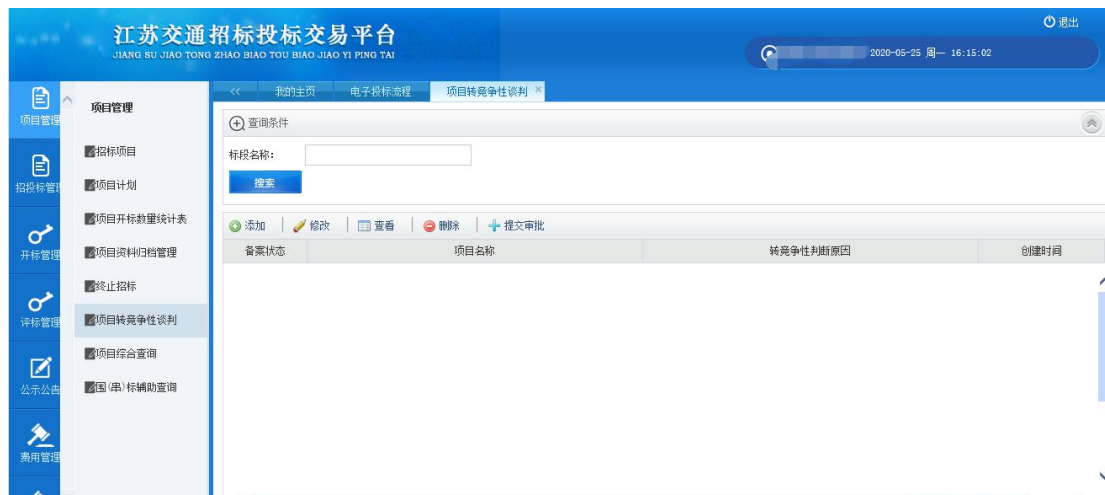 江苏交通招标投标交易平台
JIANG SU JIAO TONG ZHAO BIAO TOU BIAO JIAO YI PING TAI
退出
2020-05-25 周一 16:15:02
项目管理
招投标管
开标管理
评标管理
公示公告
费用管理
项目管理
招标项目
项目计划
项目开标数量统计表
项目资料归档管理
终止招标
项目转竞争性谈判
项目综合查询
围(串)标辅助查询
<< 我的主页 电子投标流程 项目转竞争性谈判 ×
查询条件
标段名称：
搜索
添加 修改 查看 删除 提交审批
备案状态 项目名称 转竞争性判断原因 创建时间